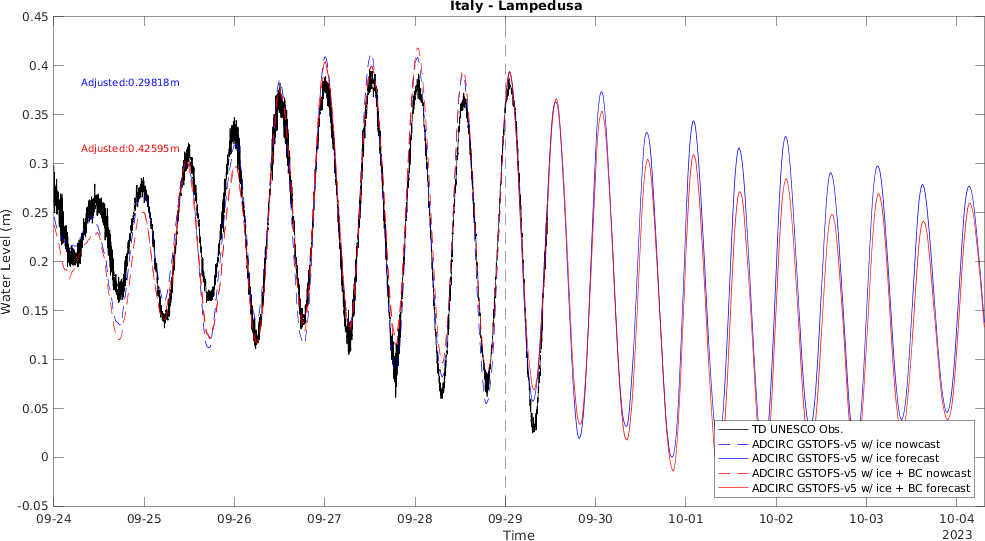 Italy - Lampedusa
0.45
0.4
0.35
0.3
0.25
0.2
0.15
0.1
0.05
0
-0.05
Water Level (m)
Adjusted:0.29818m
Adjusted:0.42595m
TD UNESCO Obs.
ADCIRC GSTOFS-v5 w/ ice nowcast
ADCIRC GSTOFS-v5 w/ ice forecast
ADCIRC GSTOFS-v5 w/ ice + BC nowcast
ADCIRC GSTOFS-v5 w/ ice + BC forecast
09-24 09-25 09-26 09-27 09-28 09-29 09-30 10-01 10-02 10-03 10-04
Time
2023